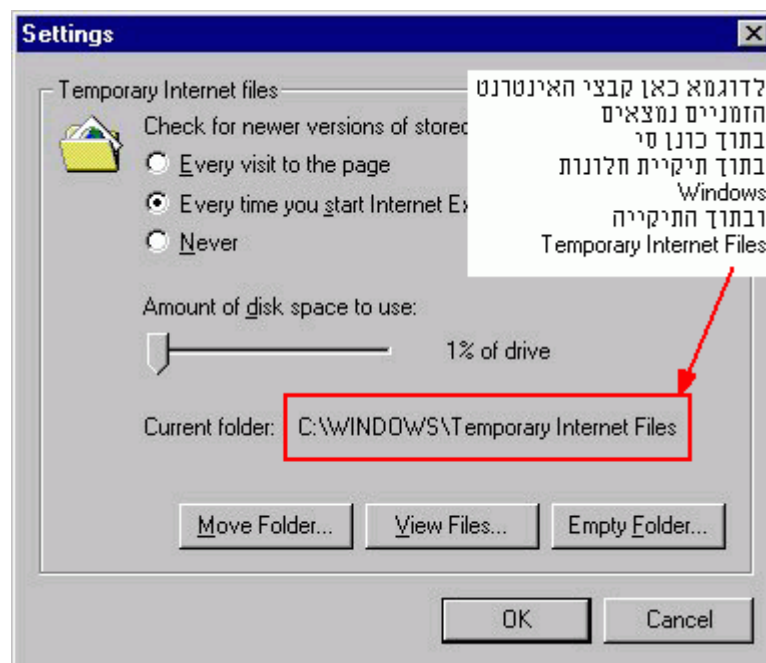 Settings
Temporary Internet files
לדוגמא כאן קבצי האינטרנט
הזמניים נמצאים
בתוך כונן סי
בתוך תיקיית חלונות
Windows
ובתוך התיקייה
Temporary Internet Files
Check for newer versions of stored
Every visit to the page
Every time you start Internet Ex
Never
Amount of disk space to use:
1% of drive
Current folder: C:\WINDOWS\Temporary Internet Files
Move Folder... View Files... Empty Folder...
OK Cancel